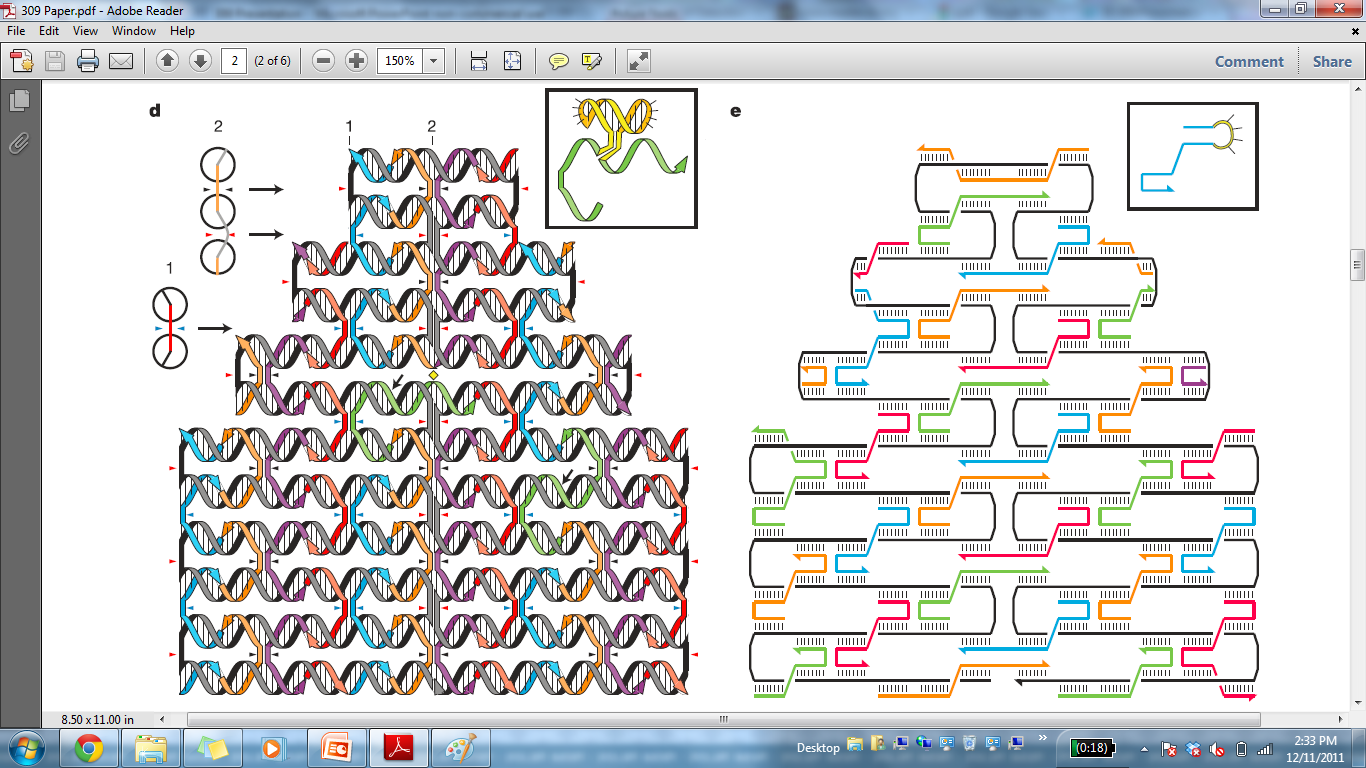 309 Paper.pdf - Adobe Reader
File Edit View Window Help
2 (2 of 6) 150% Comment Share
d
e
2
1
2
1
8.50 x 11.00 in
Desktop
(0:18)
2:33 PM
12/11/2011